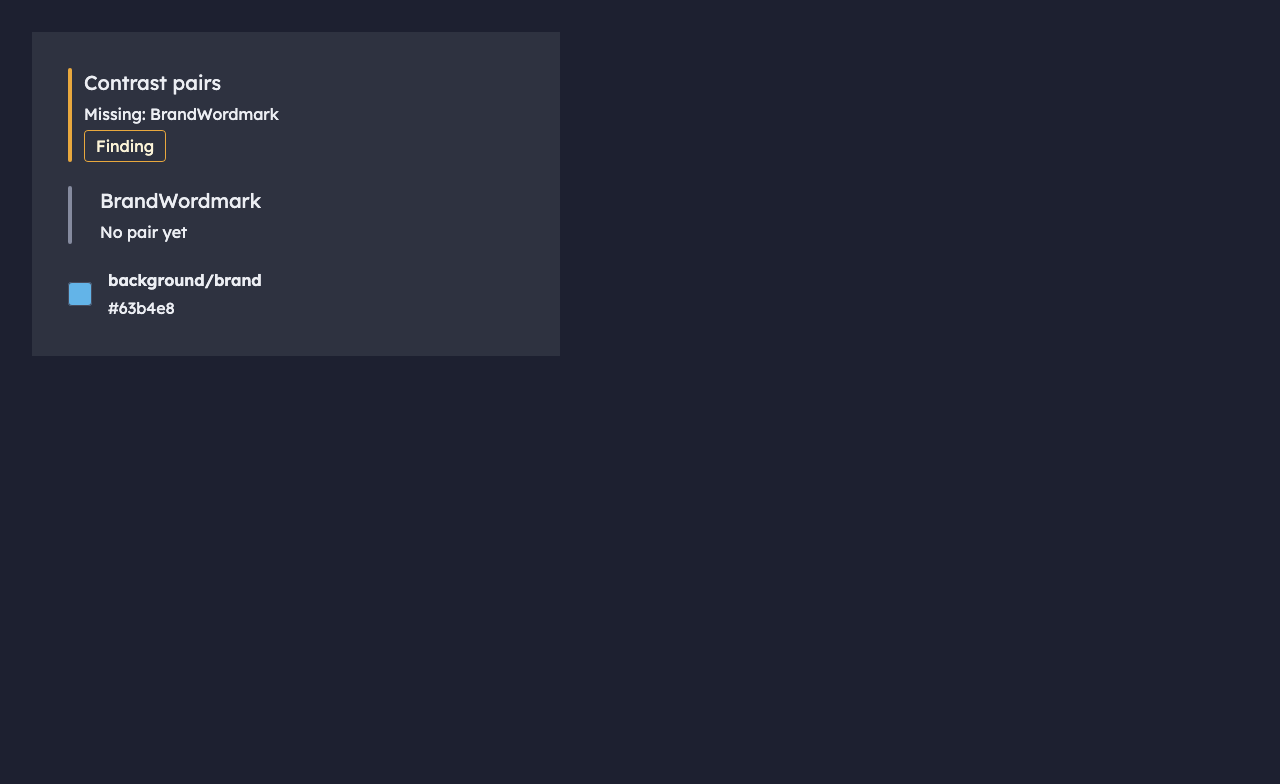 Contrast pairs
Missing: BrandWordmark
Finding
BrandWordmark
No pair yet
background/brand
#63b4e8